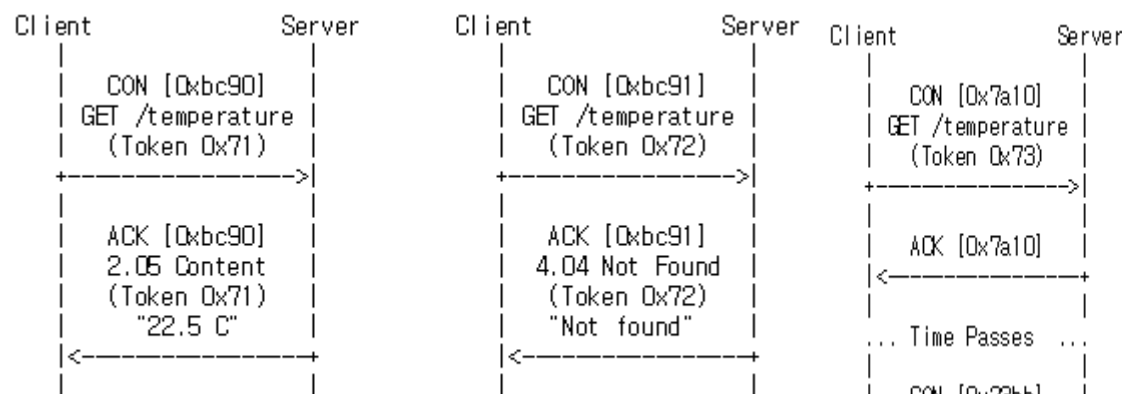 Client Server
CON [0xbc90]
GET /temperature
(Token 0x71)
ACK [0xbc90]
2.05 Content
(Token 0x71)
"22.5 C"
Client Server
CON [0xbc91]
GET /temperature
(Token 0x72)
ACK [0xbc91]
4.04 Not Found
(Token 0x72)
"Not found"
Client Server
CON [0x7a10]
GET /temperature
(Token 0x73)
ACK [0x7a10]
... Time Passes ...
CON